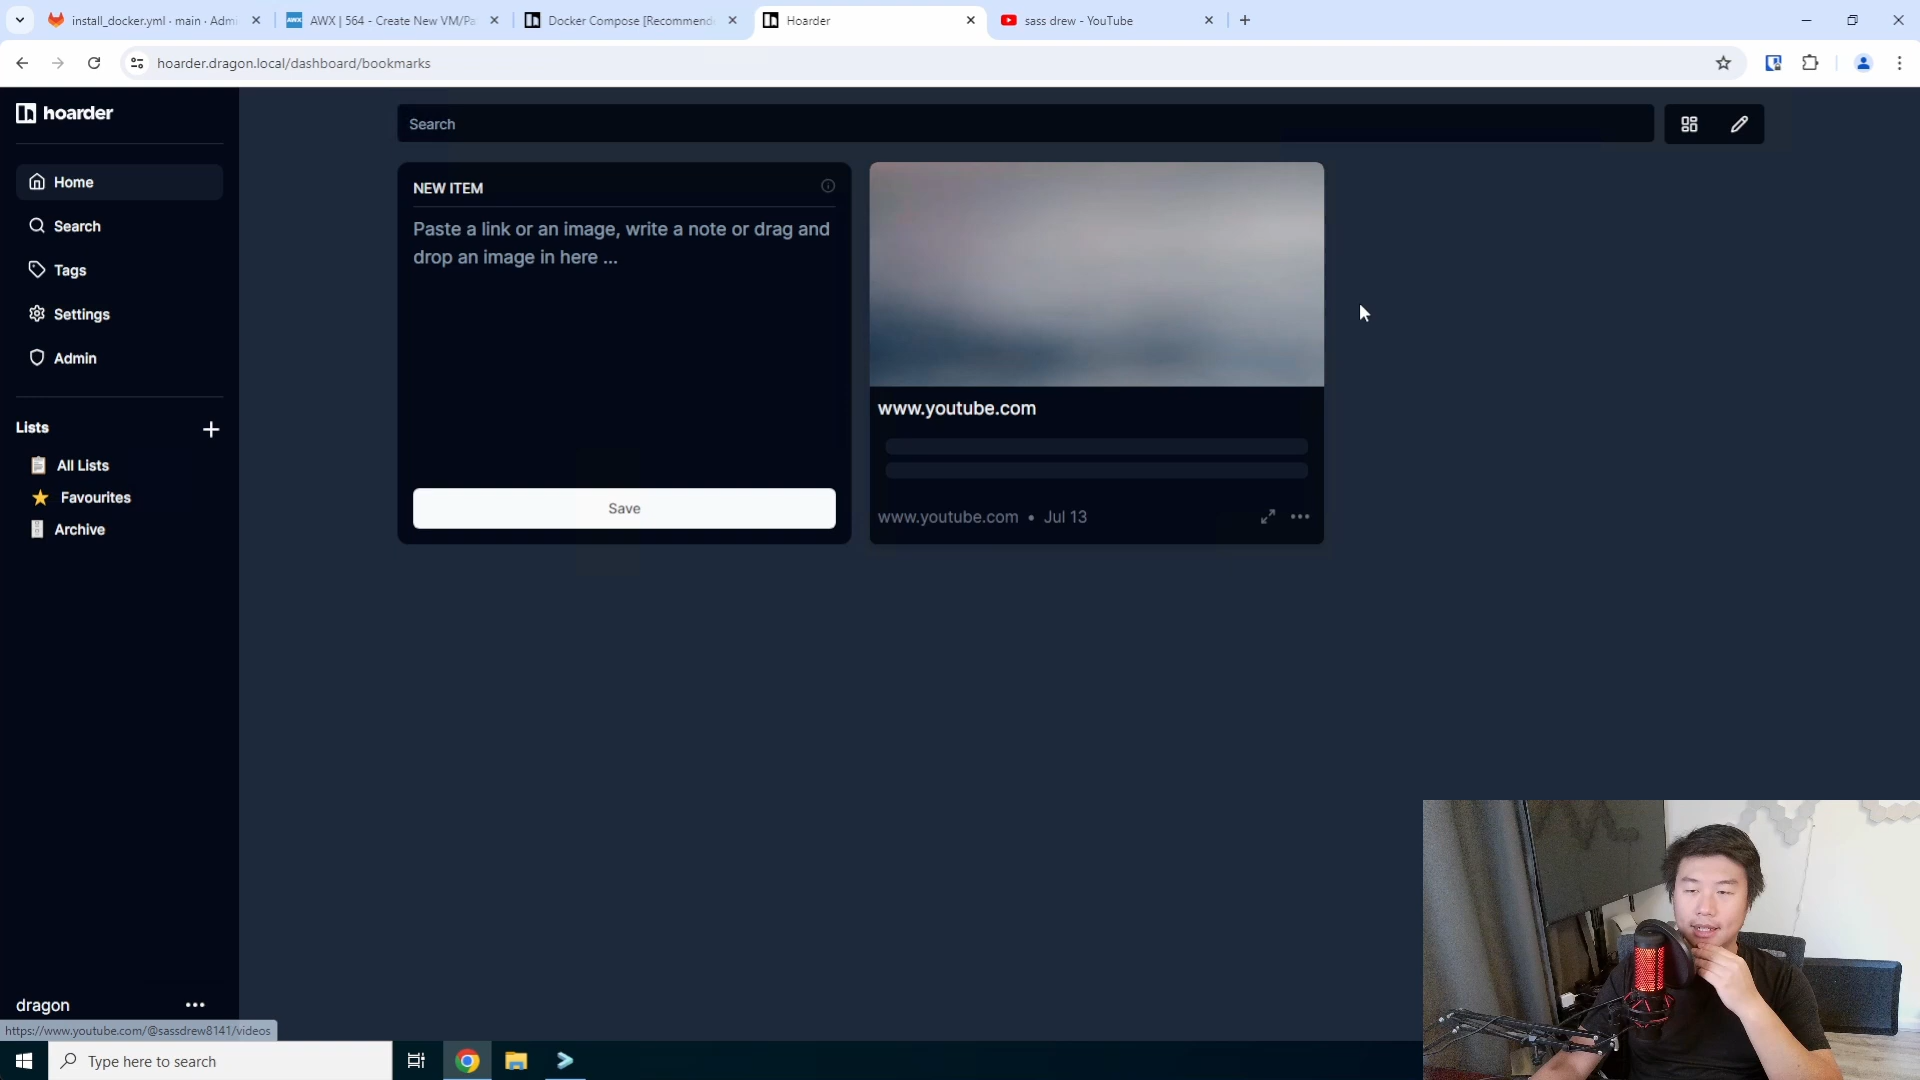 install_docker.yml · main · Adm
AWX | 564 - Create New VM/Pa
Docker Compose [Recommend
Hoarder
sass drew - YouTube
hoarder.dragon.local/dashboard/bookmarks
hoarder
Search
Home
Search
Tags
Settings
Admin
Lists
All Lists
Favourites
Archive
NEW ITEM
Paste a link or an image, write a note or drag and
drop an image in here ...
Save
www.youtube.com
www.youtube.com • Jul 13
dragon
https://www.youtube.com/@sassdrew8141/videos
Type here to search